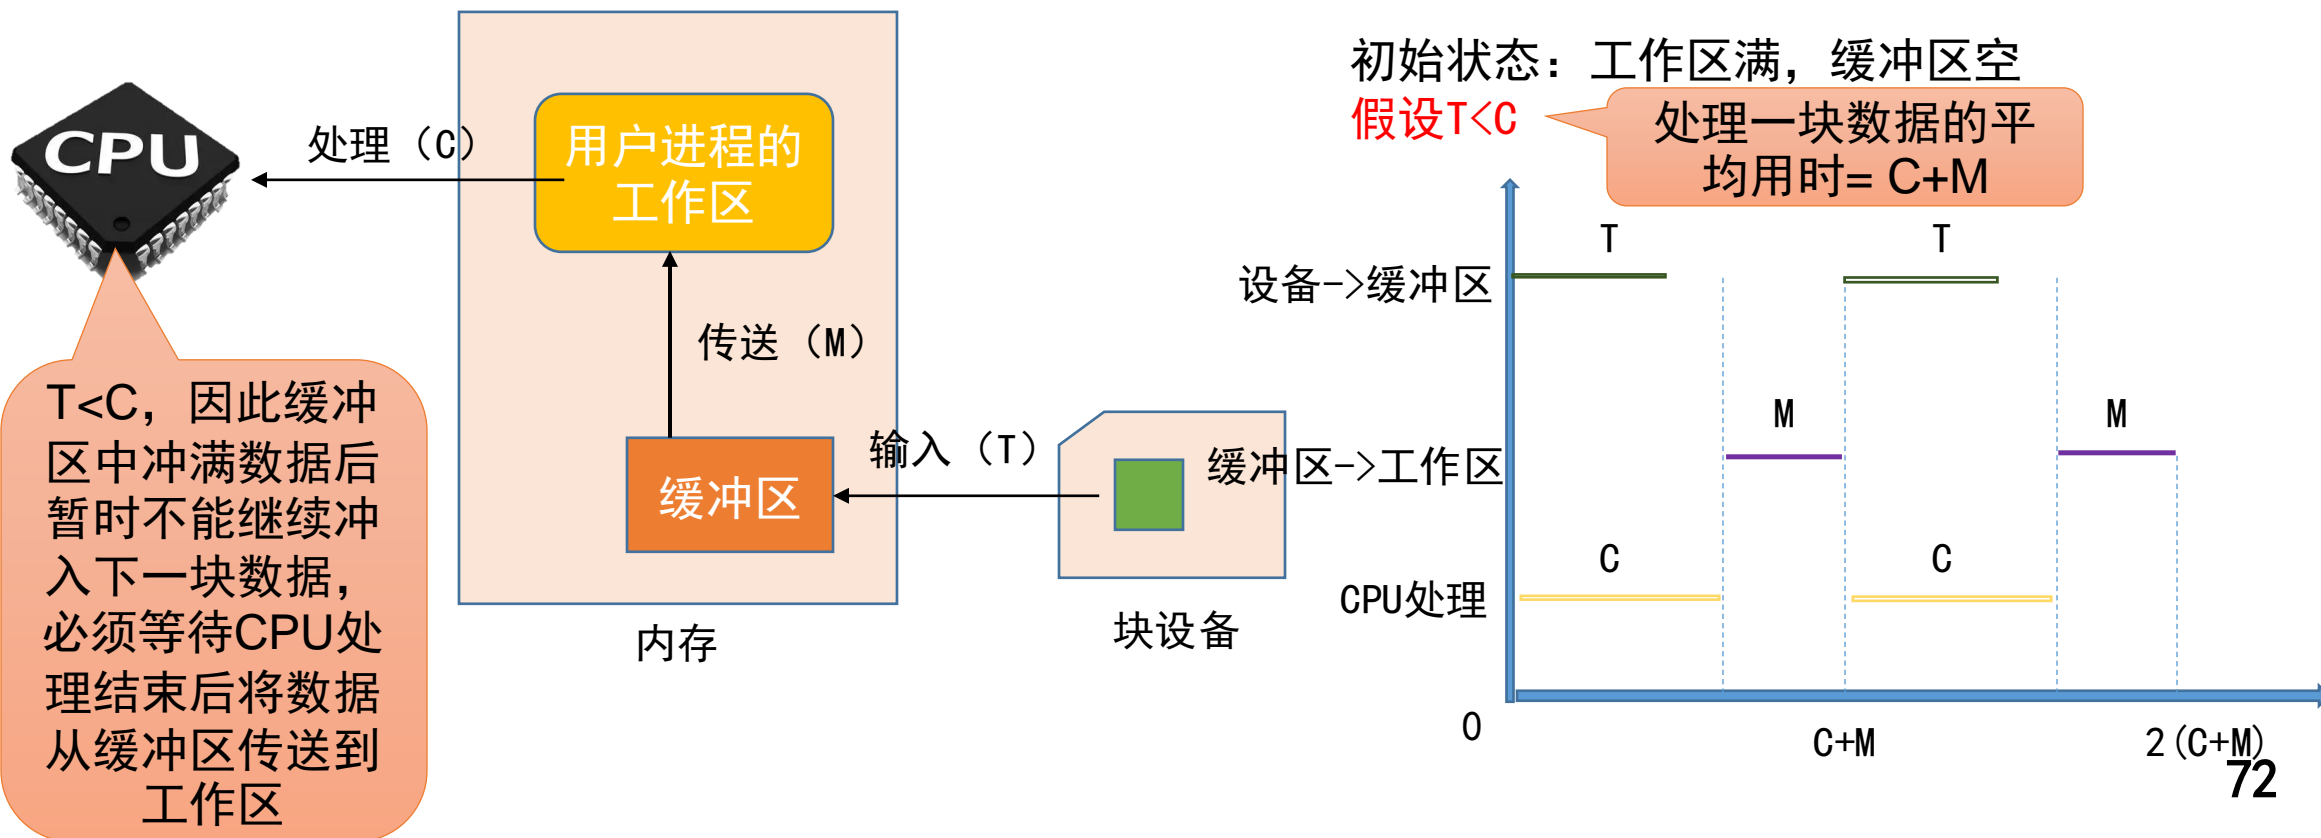 初始状态：工作区满，缓冲区空
假设T<C
处理一块数据的平
均用时= C+M
CPU
处理（C）
用户进程的
工作区
传送（M）
缓冲区
输入（T）
内存
块设备
T<C，因此缓冲
区中冲满数据后
暂时不能继续冲
入下一块数据，
必须等待CPU处
理结束后将数据
从缓冲区传送到
工作区
T
T
设备->缓冲区
M
M
缓冲区->工作区
C
C
CPU处理
0
C+M
2(C+M)
72